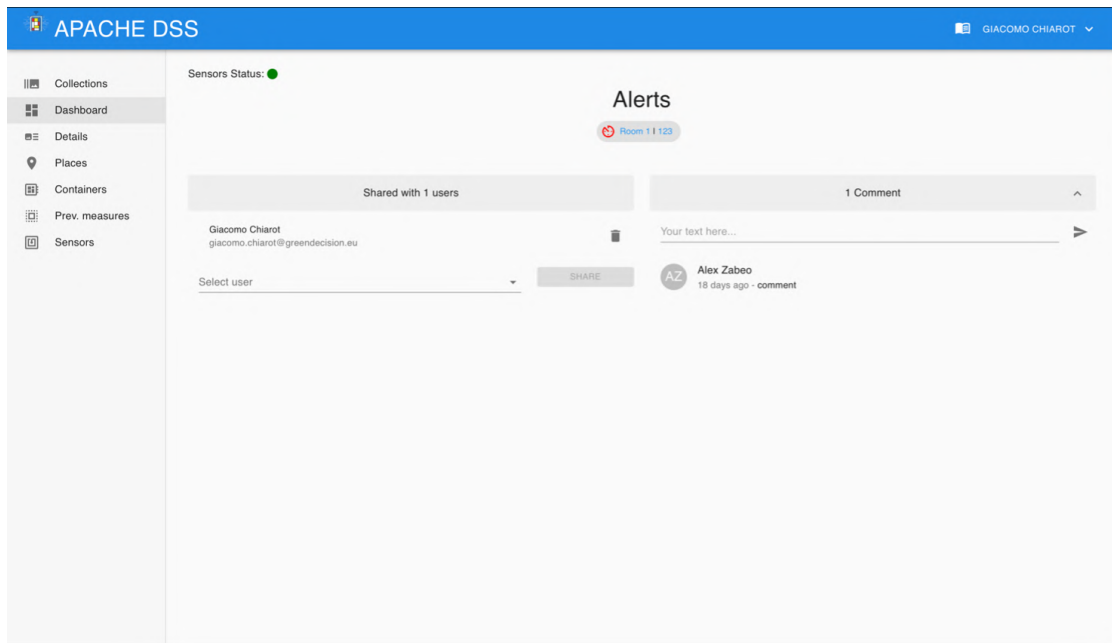 APACHE DSS
GIACOMO CHIAROT
Collections
Dashboard
Details
Places
Containers
Prev. measures
Sensors
Sensors Status:
Alerts
Room 1 | 123
Shared with 1 users
Giacomo Chiarot
giacomo.chiarot@greendecision.eu
Select user
SHARE
1 Comment
Your text here...
AZ
Alex Zabeo
18 days ago - comment